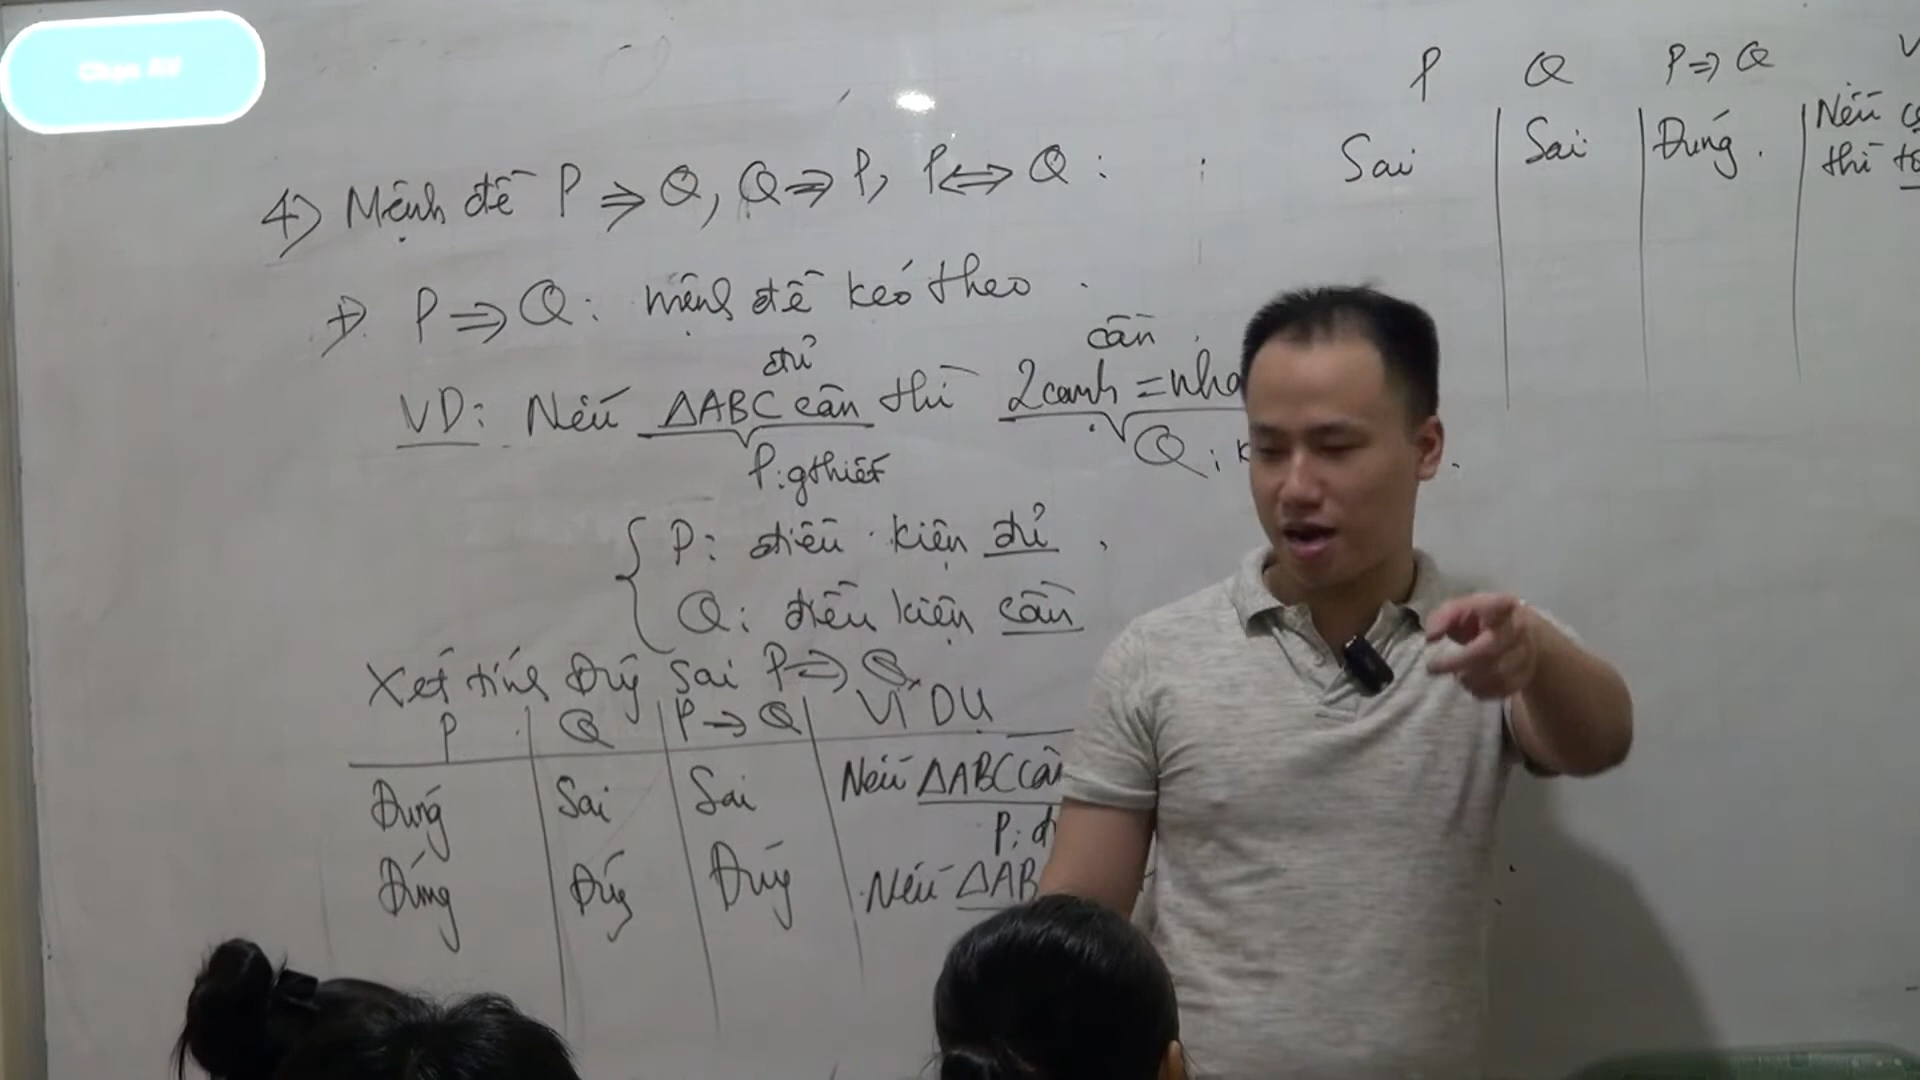 4) Mệnh đề P ⇒ Q, Q ⇒ P, P ⇔ Q :
+) P ⇒ Q : mệnh đề kéo theo .
đủ cần
VD: Nếu ΔABC cân thì 2 cạnh =
P: gthiết Q :
P: điều kiện đủ
Q: điều kiện cần
Xét tính Đúng Sai P ⇒ Q
P Q P → Q VÍ DỤ
Đúng Sai Sai Nếu ΔABC cân
P:
Đúng Đúng Đúng Nếu ΔAB
P Q P ⇒ Q
Sai Sai Đúng . Nếu
thì